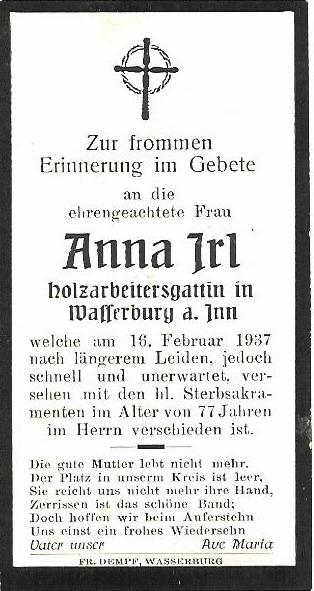 Zur frommen
Erinnerung im Gebete
an die
ehrengeachtete Frau
Anna Irl
Holzarbeitersgattin in
Wasserburg a. Inn
welche am 16. Februar 1937
nach längerem Leiden, jedoch
schnell und unerwartet, ver-
sehen mit den hl. Sterbsakra-
menten im Alter von 77 Jahren
im Herrn verschieden ist.
Die gute Mutter lebt nicht mehr,
Der Platz in unserm Kreis ist leer,
Sie reicht uns nicht mehr ihre Hand,
Zerrissen ist das schöne Band;
Doch hoffen wir beim Auferstehn
Uns einst ein frohes Wiedersehn
Vater unser Ave Maria
FR. DEMPF, WASSERBURG